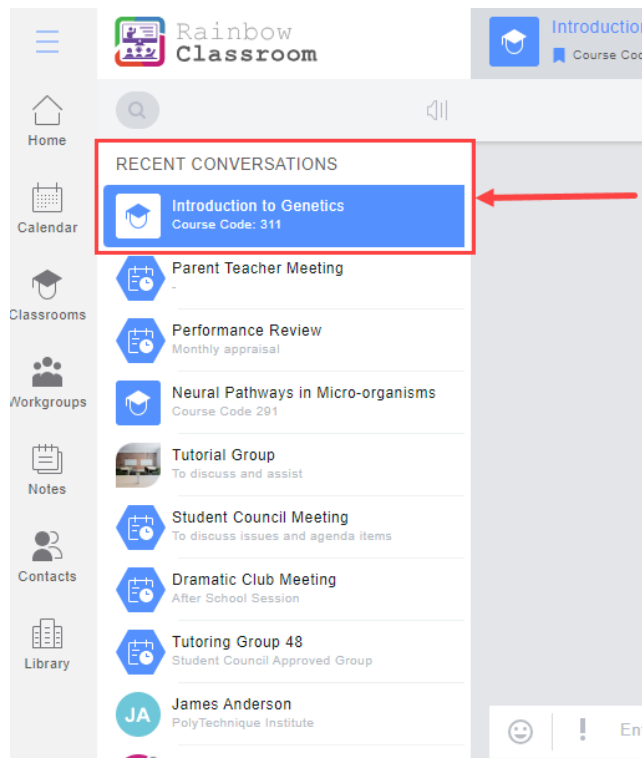 Rainbow
Classroom
Introduction
Course Cod
Home
Calendar
Classrooms
Workgroups
Notes
Contacts
Library
RECENT CONVERSATIONS
Introduction to Genetics
Course Code: 311
Parent Teacher Meeting
-
Performance Review
Monthly appraisal
Neural Pathways in Micro-organisms
Course Code 291
Tutorial Group
To discuss and assist
Student Council Meeting
To discuss issues and agenda items
Dramatic Club Meeting
After School Session
Tutoring Group 48
Student Council Approved Group
JA
James Anderson
PolyTechnique Institute
! En